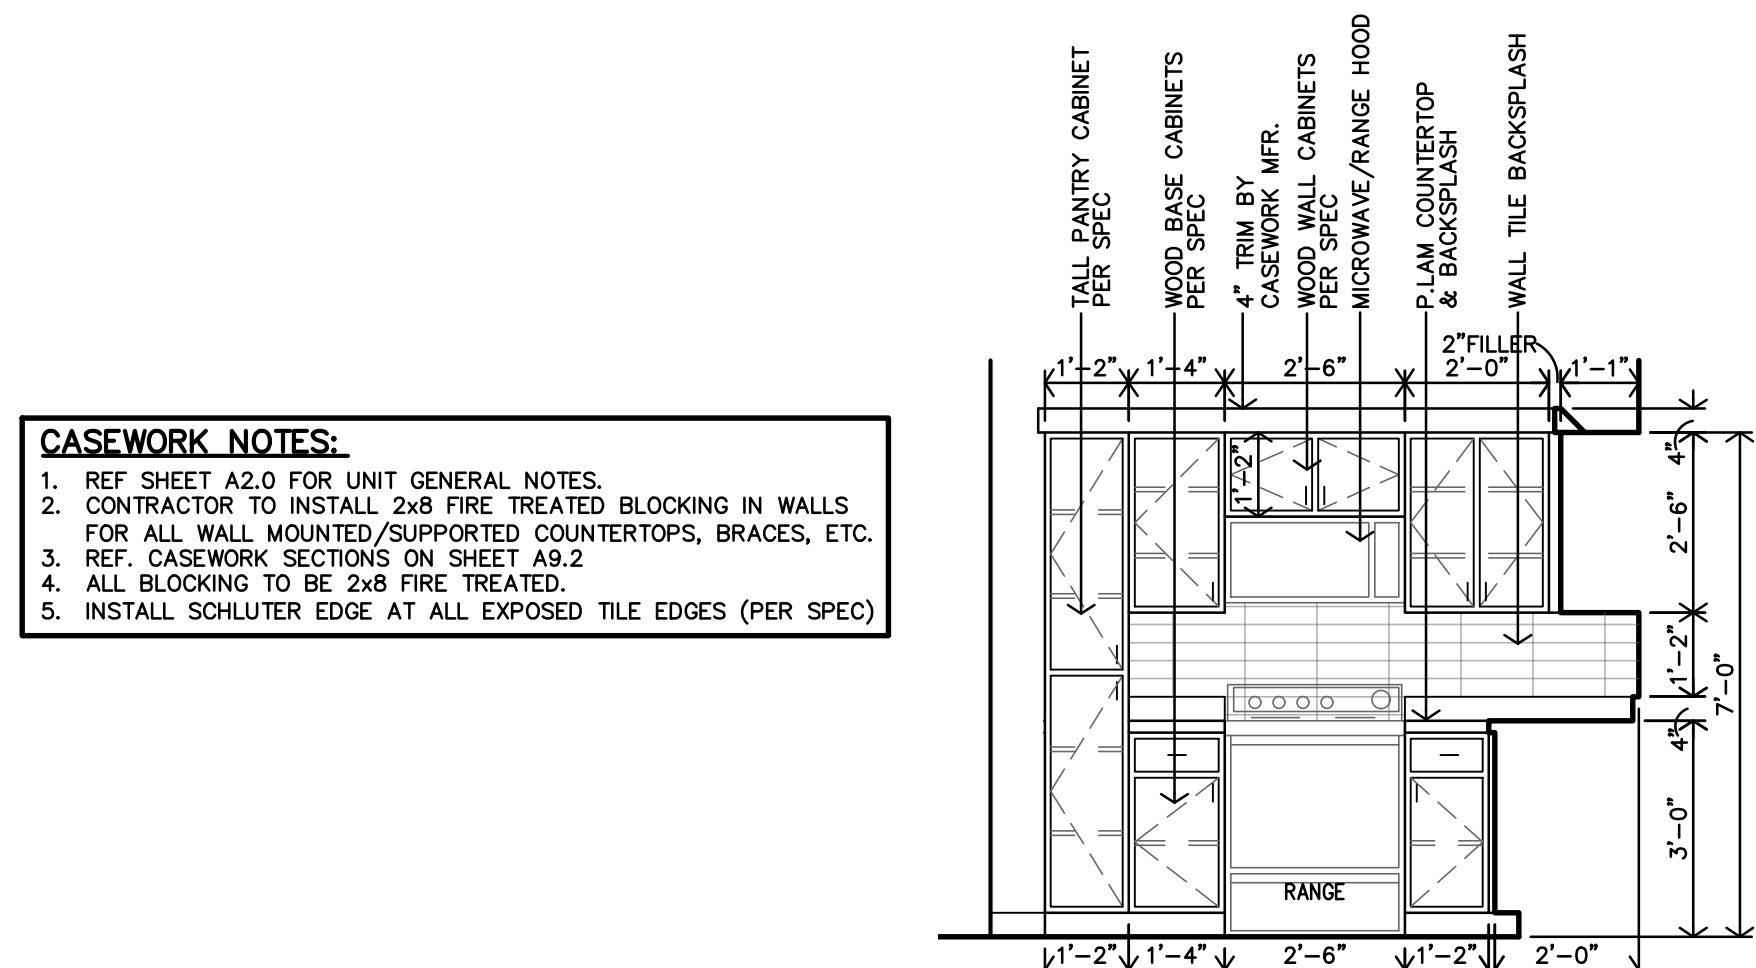 TALL PANTRY CABINET
PER SPEC
WOOD BASE CABINETS
PER SPEC
4" TRIM BY
CASEWORK MFR.
WOOD WALL CABINETS
PER SPEC
MICROWAVE/RANGE HOOD
P.LAM COUNTERTOP
& BACKSPLASH
WALL TILE BACKSPLASH
2"FILLER
1'-2" 1'-4" 2'-6" 2'-0" 1'-1"
CASEWORK NOTES:
1. REF SHEET A2.0 FOR UNIT GENERAL NOTES.
2. CONTRACTOR TO INSTALL 2x8 FIRE TREATED BLOCKING IN WALLS
FOR ALL WALL MOUNTED/SUPPORTED COUNTERTOPS, BRACES, ETC.
3. REF. CASEWORK SECTIONS ON SHEET A9.2
4. ALL BLOCKING TO BE 2x8 FIRE TREATED.
5. INSTALL SCHLUTER EDGE AT ALL EXPOSED TILE EDGES (PER SPEC)
1'-2"
4"
2'-6"
1'-2"
7'-0"
4"
3'-0"
RANGE
1'-2" 1'-4" 2'-6" 1'-2" 2'-0"